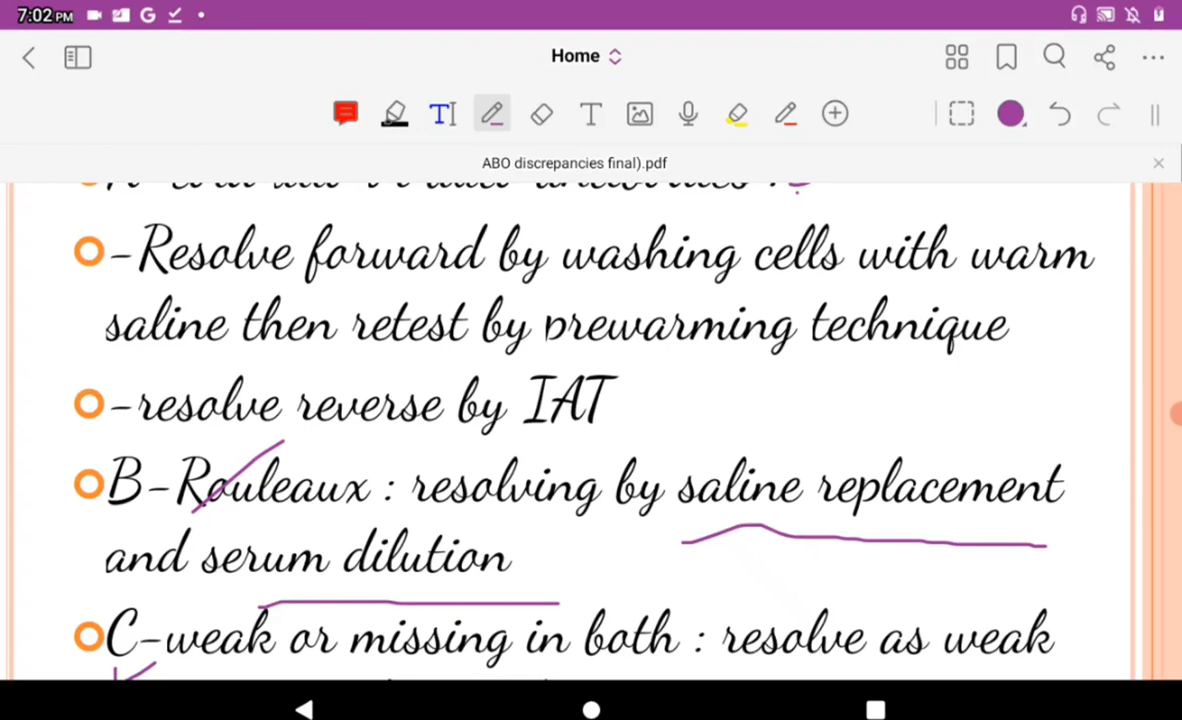 7:02 PM
Home
ABO discrepancies final).pdf
-Resolve forward by washing cells with warm
saline then retest by prewarming technique
-resolve reverse by IAT
B-Rouleaux : resolving by saline replacement
and serum dilution
C-weak or missing in both : resolve as weak